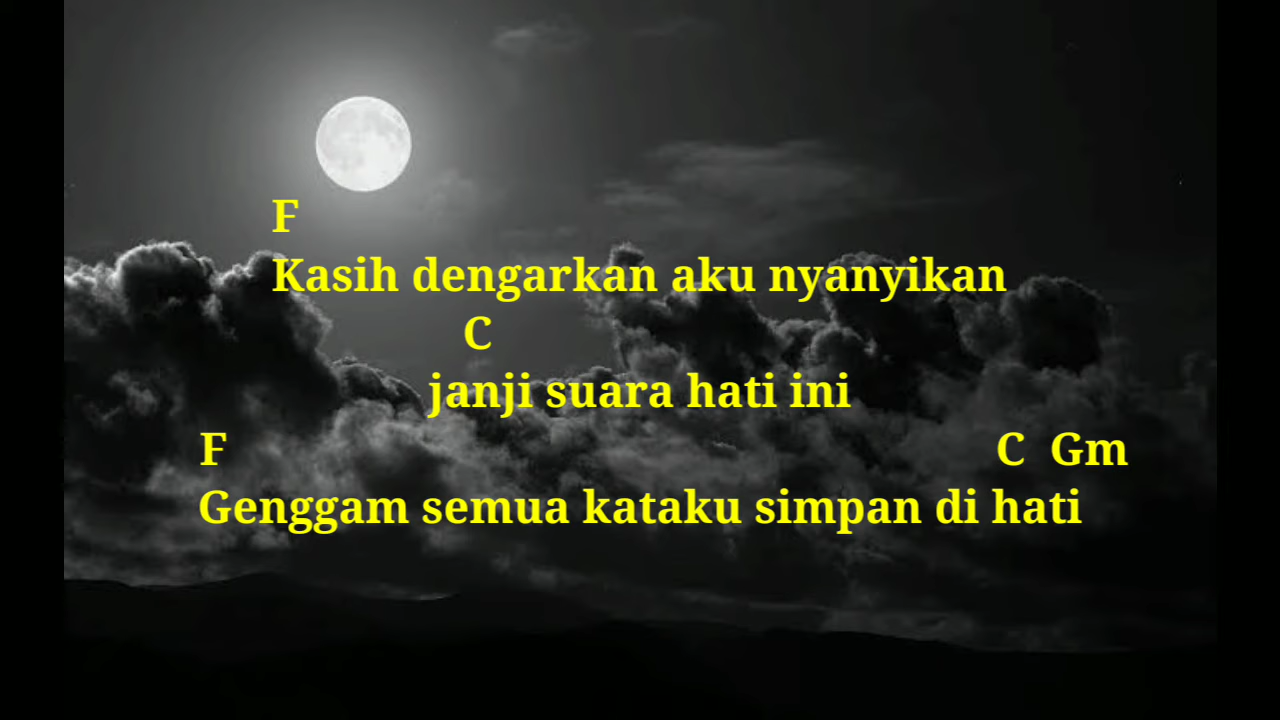 F
Kasih dengarkan aku nyanyikan
C
janji suara hati ini
F C Gm
Genggam semua kataku simpan di hati